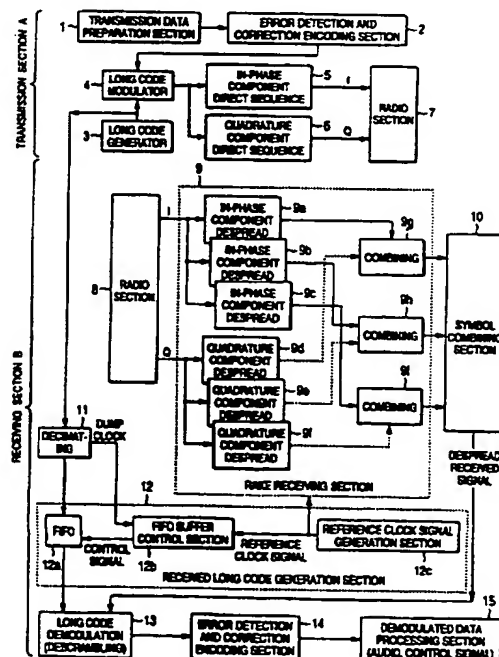 TRANSMISSION SECTION A
1
TRANSMISSION DATA
PREPARATION SECTION
ERROR DETECTION AND
CORRECTION ENCODING SECTION
2
4
LONG CODE
MODULATOR
IN-PHASE
COMPONENT
DIRECT SEQUENCE
5
I
RADIO
SECTION
7
3
LONG CODE
GENERATOR
QUADRATURE
COMPONENT
DIRECT SEQUENCE
6
Q
RECEIVING SECTION B
9
8
RADIO
SECTION
I
Q
IN-PHASE
COMPONENT
DESPREAD
9a
IN-PHASE
COMPONENT
DESPREAD
9b
IN-PHASE
COMPONENT
DESPREAD
9c
QUADRATURE
COMPONENT
DESPREAD
9d
QUADRATURE
COMPONENT
DESPREAD
9e
QUADRATURE
COMPONENT
DESPREAD
9f
9g
COMBINING
9h
COMBINING
9i
COMBINING
10
SYMBOL
COMBINING
SECTION
RAKE RECEIVING SECTION
DESPREAD
RECEIVED
SIGNAL
11
DECIMAT-
ING
DUMP
CLOCK
12
FIFO
12a
CONTROL
SIGNAL
FIFO BUFFER
CONTROL SECTION
12b
REFERENCE
CLOCK SIGNAL
REFERENCE CLOCK SIGNAL
GENERATION SECTION
12c
RECEIVED LONG CODE GENERATION SECTION
LONG CODE
DEMODULATION
(DESCRAMBLING)
13
ERROR DETECTION
AND CORRECTION
ENCODING SECTION
14
15
DEMODULATED DATA
PROCESSING SECTION
(AUDIO, CONTROL SIGNAL)